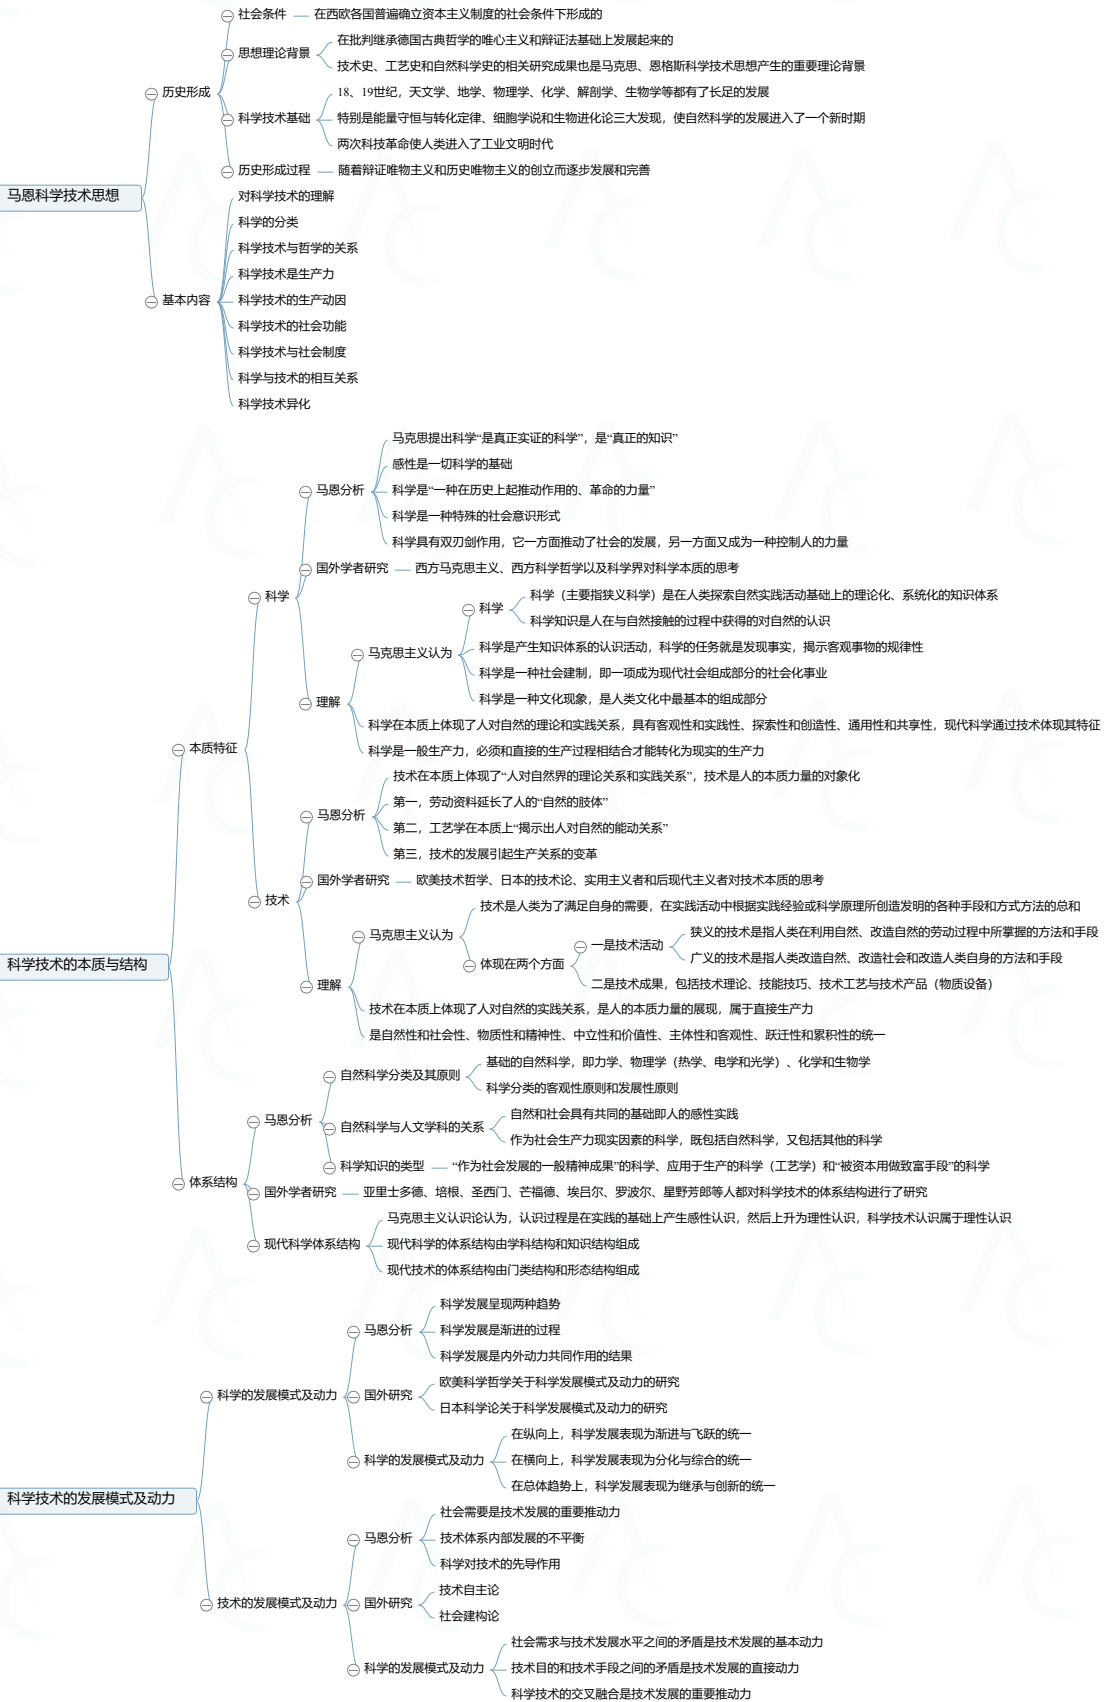 马恩科学技术思想
历史形成
社会条件
在西欧各国普遍确立资本主义制度的社会条件下形成的
思想理论背景
在批判继承德国古典哲学的唯心主义和辩证法基础上发展起来的
技术史、工艺史和自然科学史的相关研究成果也是马克思、恩格斯科学技术思想产生的重要理论背景
科学技术基础
18、19世纪，天文学、地学、物理学、化学、解剖学、生物学等都有了长足的发展
特别是能量守恒与转化定律、细胞学说和生物进化论三大发现，使自然科学的发展进入了一个新时期
两次科技革命使人类进入了工业文明时代
历史形成过程
随着辩证唯物主义和历史唯物主义的创立而逐步发展和完善
基本内容
对科学技术的理解
科学的分类
科学技术与哲学的关系
科学技术是生产力
科学技术的生产动因
科学技术的社会功能
科学技术与社会制度
科学与技术的相互关系
科学技术异化
科学技术的本质与结构
本质特征
科学
马恩分析
马克思提出科学“是真正实证的科学”，是“真正的知识”
感性是一切科学的基础
科学是“一种在历史上起推动作用的、革命的力量”
科学是一种特殊的社会意识形式
科学具有双刃剑作用，它一方面推动了社会的发展，另一方面又成为一种控制人的力量
国外学者研究
西方马克思主义、西方科学哲学以及科学界对科学本质的思考
理解
马克思主义认为
科学
科学（主要指狭义科学）是在人类探索自然实践活动基础上的理论化、系统化的知识体系
科学知识是人在与自然接触的过程中获得的对自然的认识
科学是产生知识体系的认识活动，科学的任务就是发现事实，揭示客观事物的规律性
科学是一种社会建制，即一项成为现代社会组成部分的社会化事业
科学是一种文化现象，是人类文化中最基本的组成部分
科学在本质上体现了人对自然的理论和实践关系，具有客观性和实践性、探索性和创造性、通用性和共享性，现代科学通过技术体现其特征
科学是一般生产力，必须和直接的生产过程相结合才能转化为现实的生产力
技术
马恩分析
技术在本质上体现了“人对自然界的理论关系和实践关系”，技术是人的本质力量的对象化
第一，劳动资料延长了人的“自然的肢体”
第二，工艺学在本质上“揭示出人对自然的能动关系”
第三，技术的发展引起生产关系的变革
国外学者研究
欧美技术哲学、日本的技术论、实用主义者和后现代主义者对技术本质的思考
理解
马克思主义认为
技术是人类为了满足自身的需要，在实践活动中根据实践经验或科学原理所创造发明的各种手段和方式方法的总和
体现在两个方面
一是技术活动
狭义的技术是指人类在利用自然、改造自然的劳动过程中所掌握的方法和手段
广义的技术是指人类改造自然、改造社会和改造人类自身的方法和手段
二是技术成果，包括技术理论、技能技巧、技术工艺与技术产品（物质设备）
技术在本质上体现了人对自然的实践关系，是人的本质力量的展现，属于直接生产力
是自然性和社会性、物质性和精神性、中立性和价值性、主体性和客观性、跃迁性和累积性的统一
体系结构
马恩分析
自然科学分类及其原则
基础的自然科学，即力学、物理学（热学、电学和光学）、化学和生物学
科学分类的客观性原则和发展性原则
自然科学与人文学科的关系
自然和社会具有共同的基础即人的感性实践
作为社会生产力现实因素的科学，既包括自然科学，又包括其他的科学
科学知识的类型
“作为社会发展的一般精神成果”的科学、应用于生产的科学（工艺学）和“被资本用做致富手段”的科学
国外学者研究
亚里士多德、培根、圣西门、芒福德、埃吕尔、罗波尔、星野芳郎等人都对科学技术的体系结构进行了研究
现代科学体系结构
马克思主义认识论认为，认识过程是在实践的基础上产生感性认识，然后上升为理性认识，科学技术认识属于理性认识
现代科学的体系结构由学科结构和知识结构组成
现代技术的体系结构由门类结构和形态结构组成
科学技术的发展模式及动力
科学的发展模式及动力
马恩分析
科学发展呈现两种趋势
科学发展是渐进的过程
科学发展是内外动力共同作用的结果
国外研究
欧美科学哲学关于科学发展模式及动力的研究
日本科学论关于科学发展模式及动力的研究
科学的发展模式及动力
在纵向上，科学发展表现为渐进与飞跃的统一
在横向上，科学发展表现为分化与综合的统一
在总体趋势上，科学发展表现为继承与创新的统一
技术的发展模式及动力
马恩分析
社会需要是技术发展的重要推动力
技术体系内部发展的不平衡
科学对技术的先导作用
国外研究
技术自主论
社会建构论
科学的发展模式及动力
社会需求与技术发展水平之间的矛盾是技术发展的基本动力
技术目的和技术手段之间的矛盾是技术发展的直接动力
科学技术的交叉融合是技术发展的重要推动力